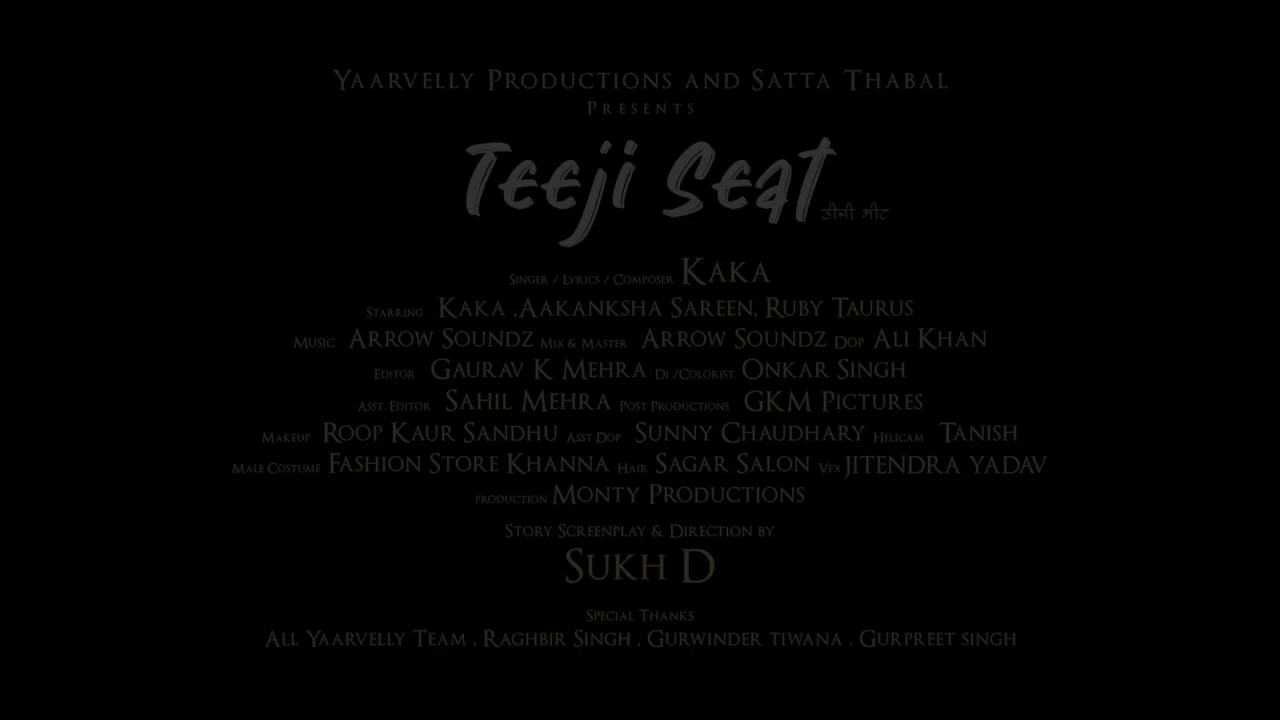 Yaarvelly Productions and Satta Thabal
Presents
Teeji Seat
Singer / Lyrics / Composer Kaka
Starring Kaka ,Aakanksha Sareen, Ruby Taurus
Music Arrow Soundz Mix & Master Arrow Soundz Dop Ali Khan
Editor Gaurav K Mehra Di /Colorist Onkar Singh
Asst. Editor Sahil Mehra Post Productions GKM Pictures
Makeup Roop Kaur Sandhu Asst Dop Sunny Chaudhary Helicam Tanish
Male Costume Fashion Store Khanna Hair Sagar Salon Vfx JITENDRA YADAV
production Monty Productions
Story Screenplay & Direction by
Sukh D
Special Thanks
All Yaarvelly Team , Raghbir Singh , Gurwinder tiwana , Gurpreet singh